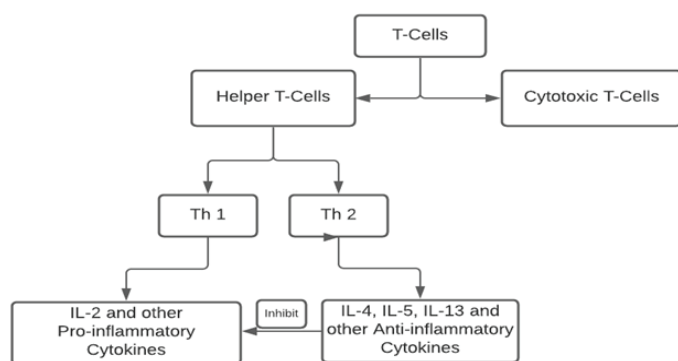 T-Cells
Helper T-Cells
Cytotoxic T-Cells
Th 1
Th 2
IL-2 and other
Pro-inflammatory
Cytokines
Inhibit
IL-4, IL-5, IL-13 and
other Anti-inflammatory
Cytokines